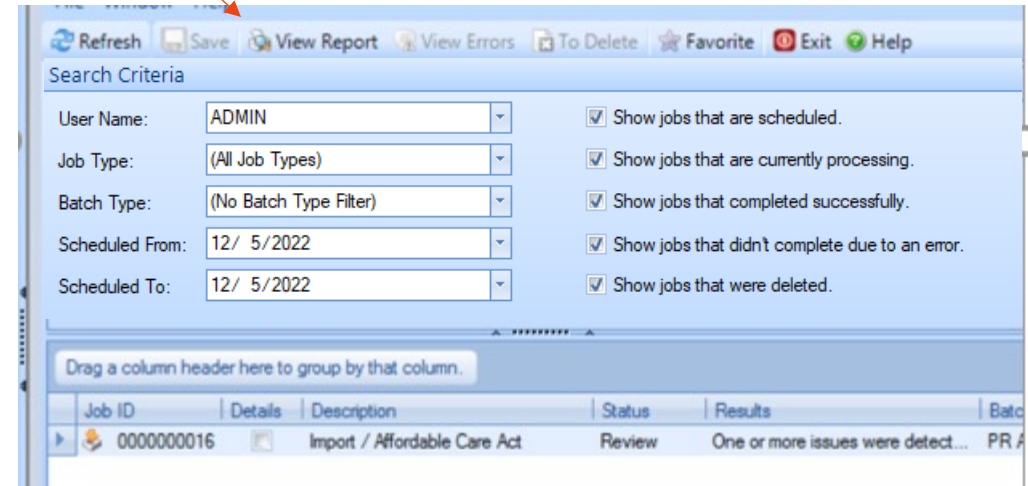 Refresh Save View Report View Errors To Delete Favorite Exit Help
Search Criteria
User Name: ADMIN Show jobs that are scheduled.
Job Type: (All Job Types) Show jobs that are currently processing.
Batch Type: (No Batch Type Filter) Show jobs that completed successfully.
Scheduled From: 12/ 5/2022 Show jobs that didn't complete due to an error.
Scheduled To: 12/ 5/2022 Show jobs that were deleted.
Drag a column header here to group by that column.
Job ID Details Description Status Results Batc
0000000016 Import / Affordable Care Act Review One or more issues were detect... PR A